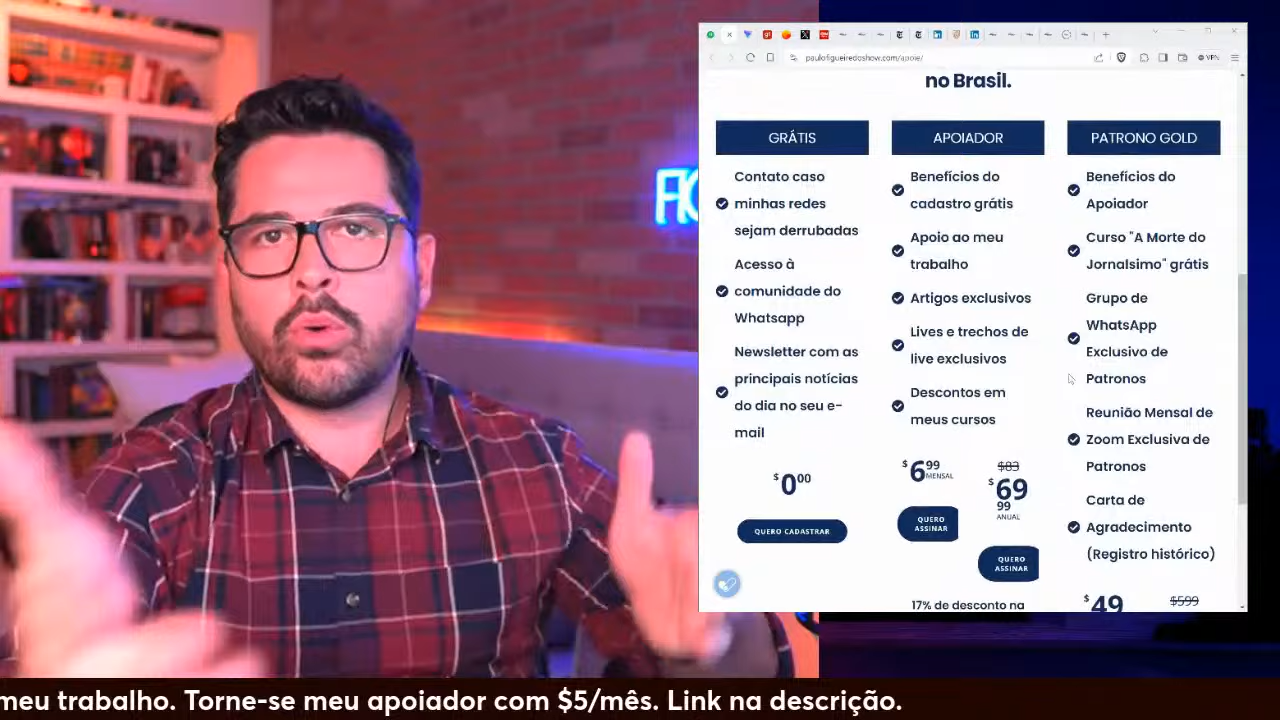 paulofigueiredoshow.com/apoie/
VPN
no Brasil.
GRÁTIS
Contato caso
minhas redes
sejam derrubadas
Acesso à
comunidade do
Whatsapp
Newsletter com as
principais notícias
do dia no seu e-
mail
$0⁰⁰
QUERO CADASTRAR
APOIADOR
Benefícios do
cadastro grátis
Apoio ao meu
trabalho
Artigos exclusivos
Lives e trechos de
live exclusivos
Descontos em
meus cursos
$6⁹⁹
MENSAL
QUERO
ASSINAR
$83
$69
99
ANUAL
QUERO
ASSINAR
17% de desconto na
PATRONO GOLD
Benefícios do
Apoiador
Curso "A Morte do
Jornalsimo" grátis
Grupo de
WhatsApp
Exclusivo de
Patronos
Reunião Mensal de
Zoom Exclusiva de
Patronos
Carta de
Agradecimento
(Registro histórico)
$49
$599
meu trabalho. Torne-se meu apoiador com $5/mês. Link na descrição.